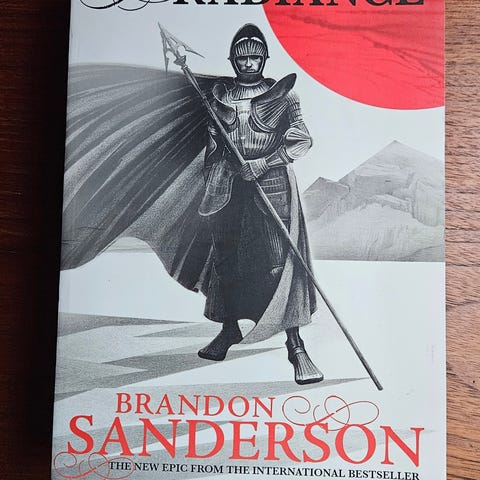 RADIANCE
BRANDON
SANDERSON
THE NEW EPIC FROM THE INTERNATIONAL BESTSELLER